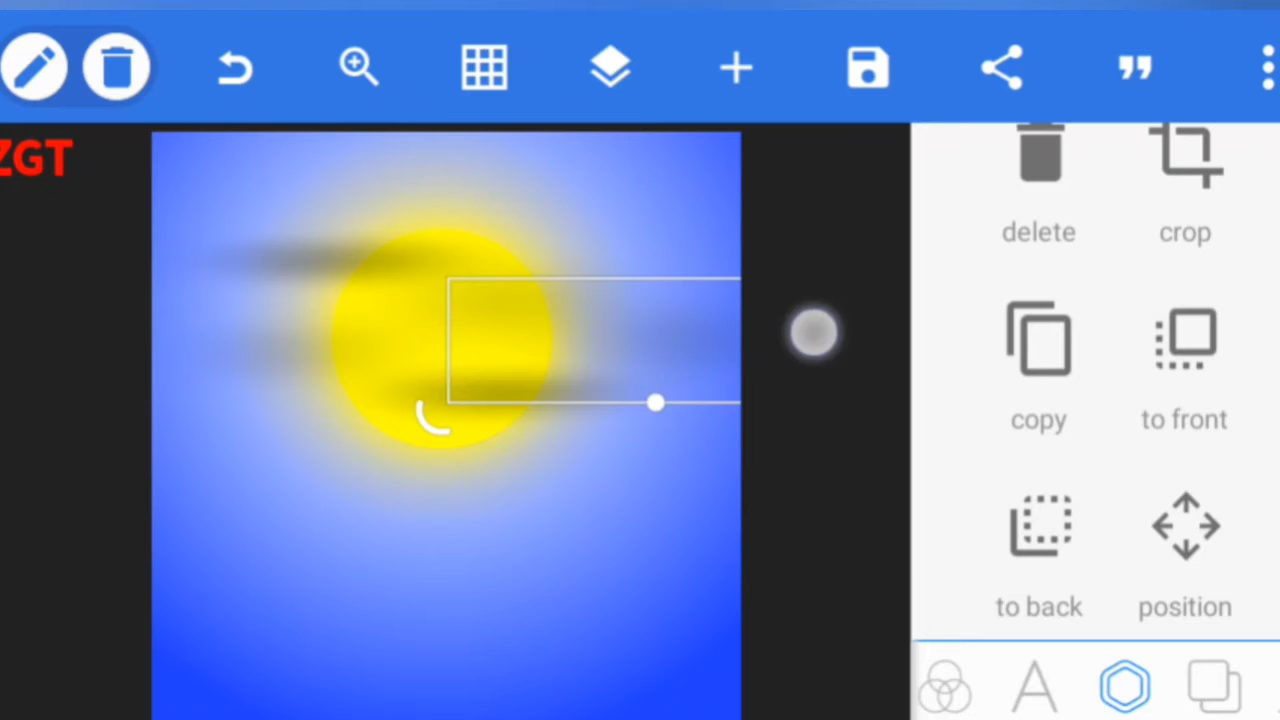 ZGT
delete
crop
copy
to front
to back
position